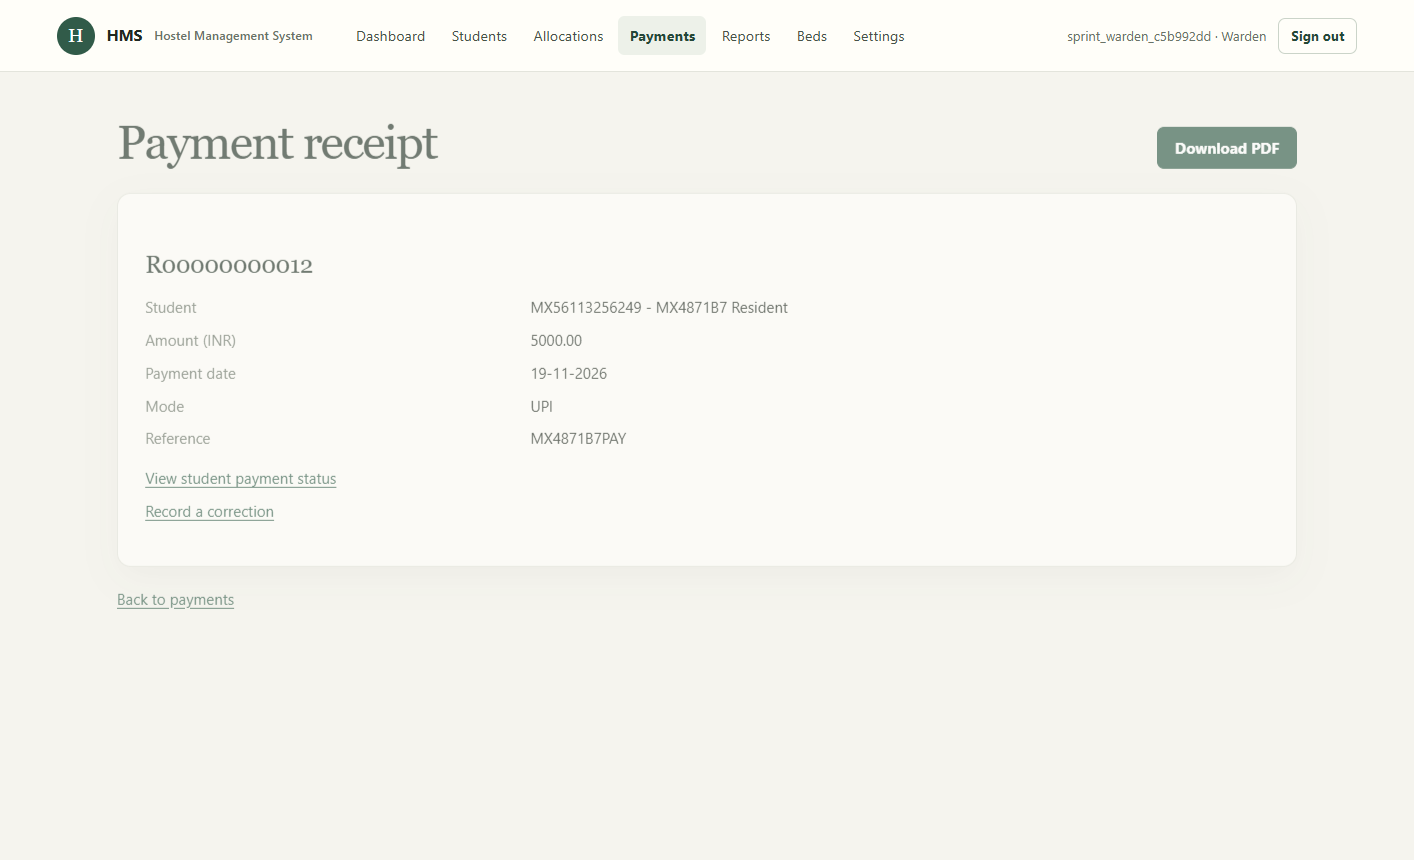 H HMS Hostel Management System Dashboard Students Allocations Payments Reports Beds Settings sprint_warden_c5b992dd · Warden Sign out
Payment receipt
Download PDF
R00000000012
Student MX56113256249 - MX4871B7 Resident
Amount (INR) 5000.00
Payment date 19-11-2026
Mode UPI
Reference MX4871B7PAY
View student payment status
Record a correction
Back to payments